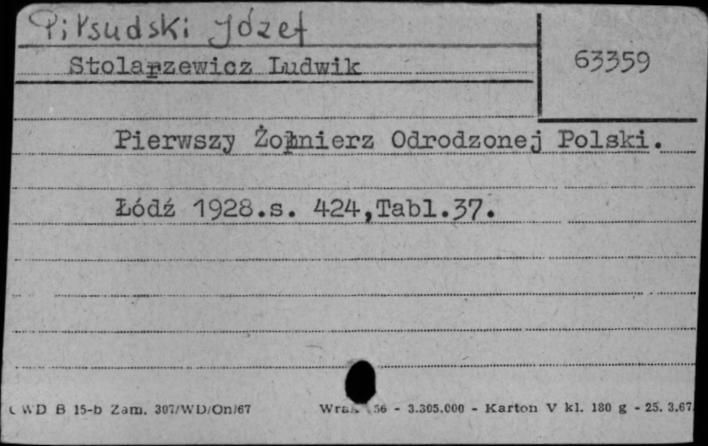 Piłsudski Józef
63359
Stolarzewicz Ludwik
Pierwszy Żołnierz Odrodzonej Polski.
Łódź 1928.s. 424,Tabl.37.
WD B 15-b Zam. 307/WD/On/67
56 - 3.305.000 - Karton V kl. 180 g - 25. 3.67